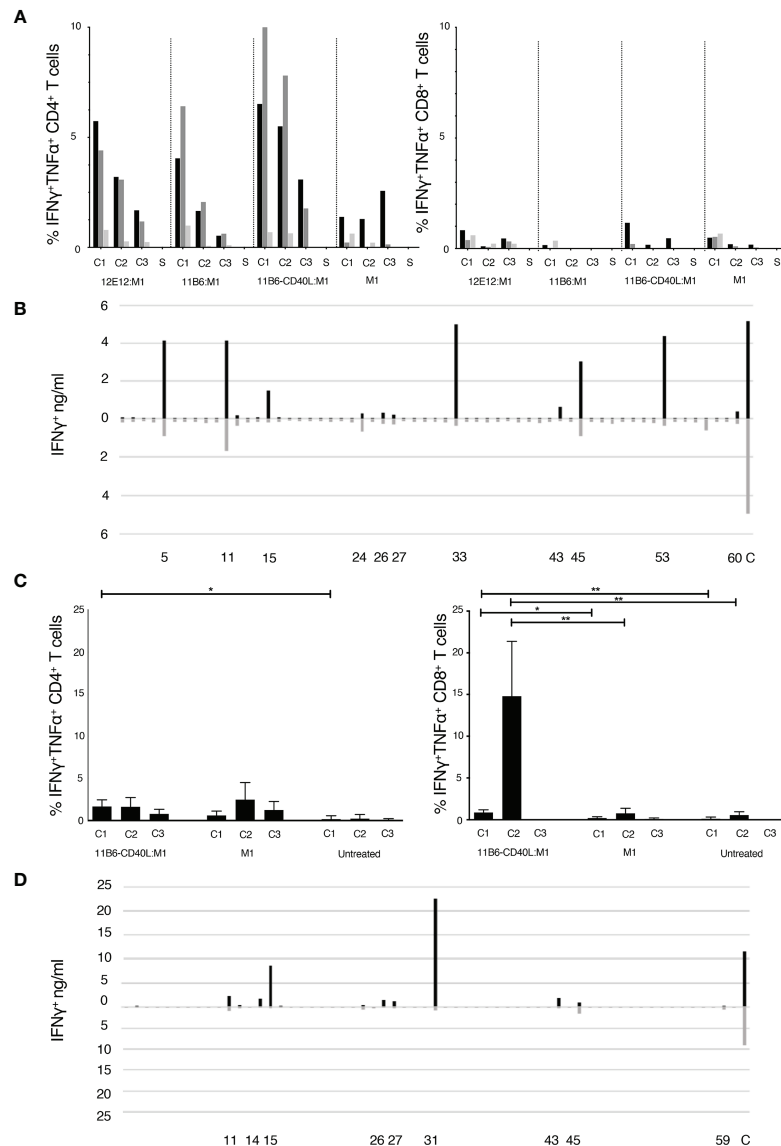 A
% IFNγ+TNFα+ CD4+ T cells
10
5
0
C1 C2 C3 S C1 C2 C3 S C1 C2 C3 S C1 C2 C3 S
12E12:M1 11B6:M1 11B6-CD40L:M1 M1
% IFNγ+TNFα+ CD8+ T cells
10
5
0
C1 C2 C3 S C1 C2 C3 S C1 C2 C3 S C1 C2 C3 S
12E12:M1 11B6:M1 11B6-CD40L:M1 M1
B
IFNγ+ ng/ml
6
4
2
0
2
4
6
5 11 15 24 26 27 33 43 45 53 60 C
C
% IFNγ+TNFα+ CD4+ T cells
*
25
20
15
10
5
0
C1 C2 C3 C1 C2 C3 C1 C2 C3
11B6-CD40L:M1 M1 Untreated
% IFNγ+TNFα+ CD8+ T cells
**
**
*
**
25
20
15
10
5
0
C1 C2 C3 C1 C2 C3 C1 C2 C3
11B6-CD40L:M1 M1 Untreated
D
IFNγ+ ng/ml
25
20
15
10
5
0
5
10
15
20
25
11 14 15 26 27 31 43 45 59 C